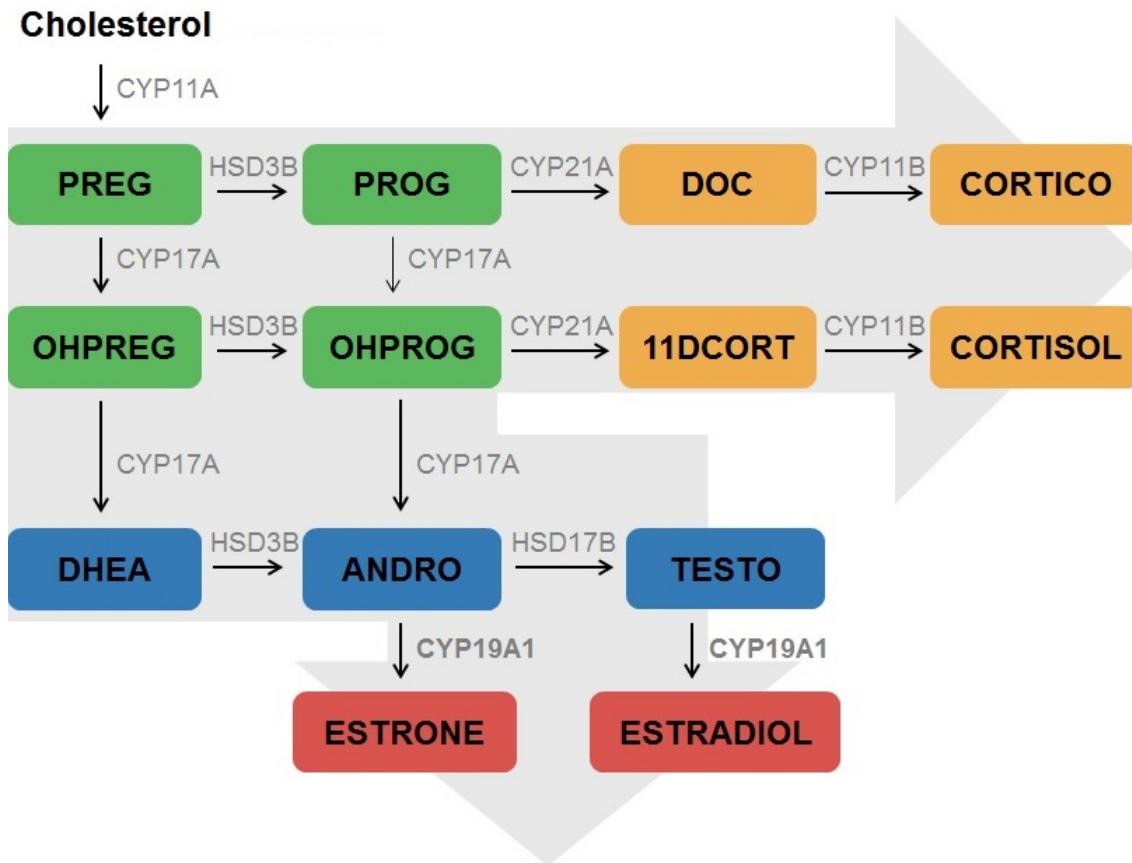 Cholesterol
CYP11A
PREG
HSD3B
PROG
CYP21A
DOC
CYP11B
CORTICO
CYP17A
CYP17A
OHPREG
HSD3B
OHPROG
CYP21A
11DCORT
CYP11B
CORTISOL
CYP17A
CYP17A
DHEA
HSD3B
ANDRO
HSD17B
TESTO
CYP19A1
CYP19A1
ESTRONE
ESTRADIOL